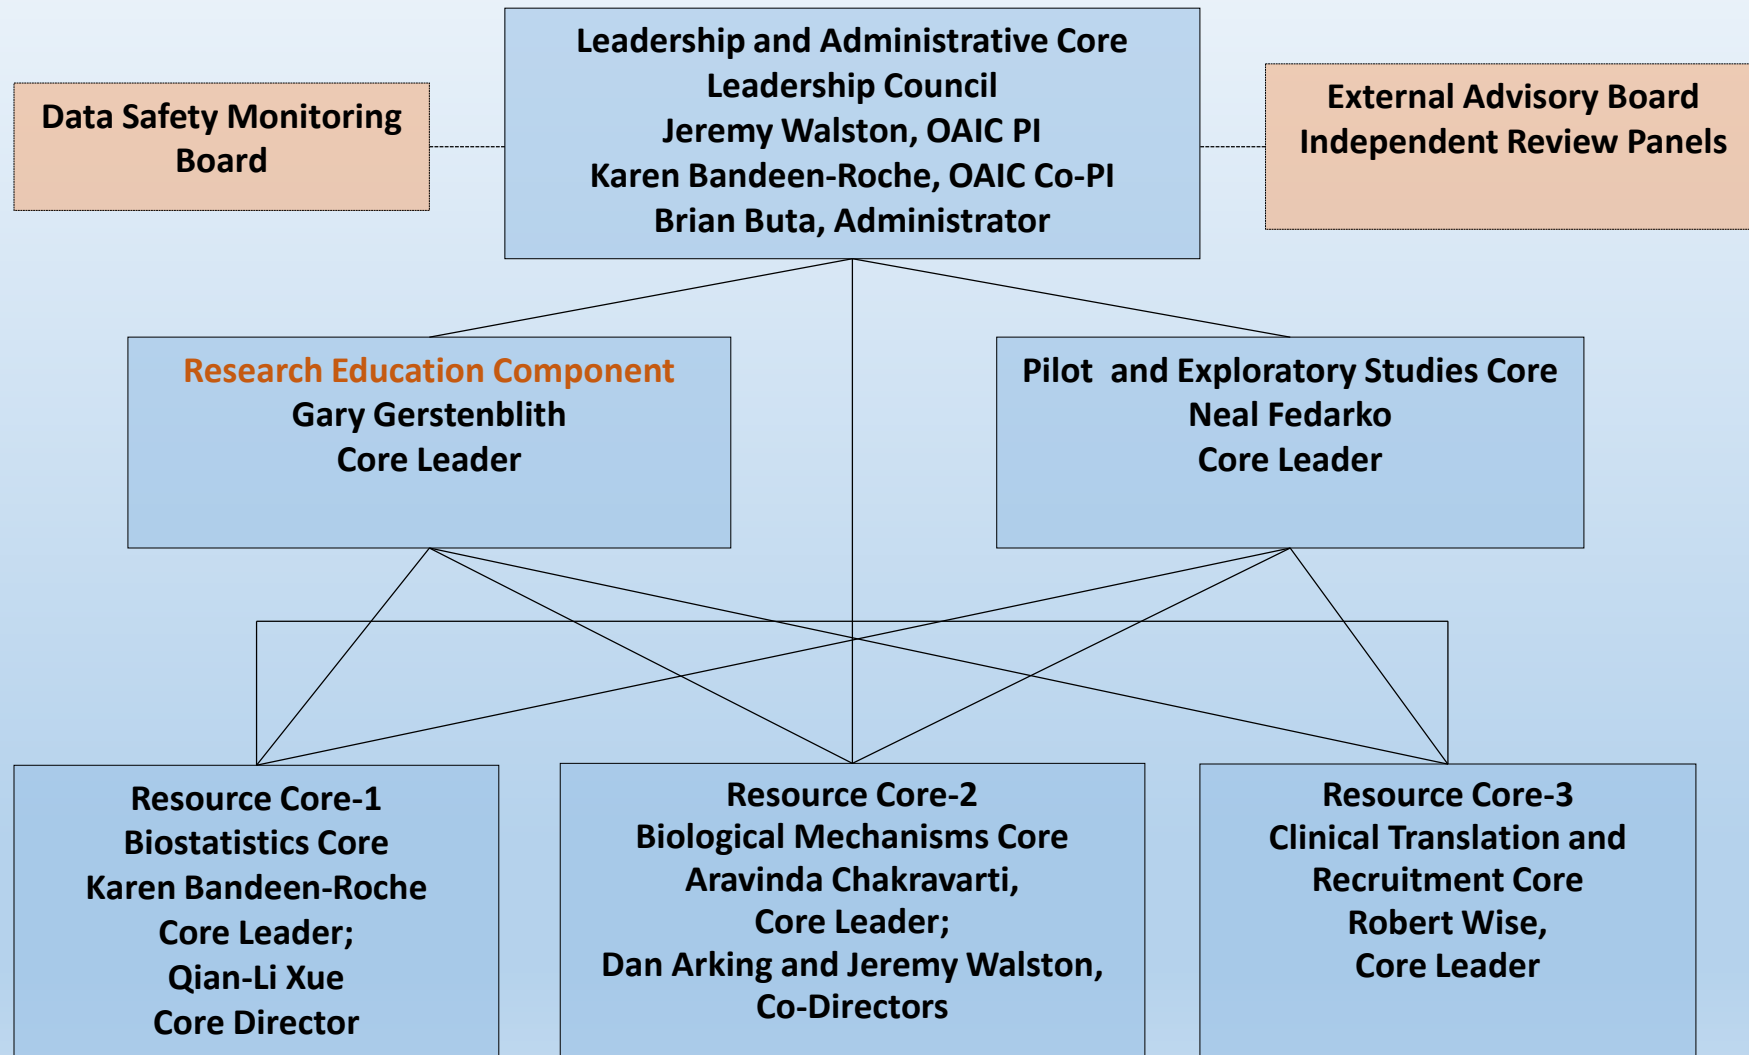 Leadership and Administrative Core
Leadership Council
Jeremy Walston, OAIC PI
Karen Bandeen-Roche, OAIC Co-PI
Brian Buta, Administrator
Data Safety Monitoring
Board
External Advisory Board
Independent Review Panels
Research Education Component
Gary Gerstenblith
Core Leader
Pilot and Exploratory Studies Core
Neal Fedarko
Core Leader
Resource Core-1
Biostatistics Core
Karen Bandeen-Roche
Core Leader;
Qian-Li Xue
Core Director
Resource Core-2
Biological Mechanisms Core
Aravinda Chakravarti,
Core Leader;
Dan Arking and Jeremy Walston,
Co-Directors
Resource Core-3
Clinical Translation and
Recruitment Core
Robert Wise,
Core Leader